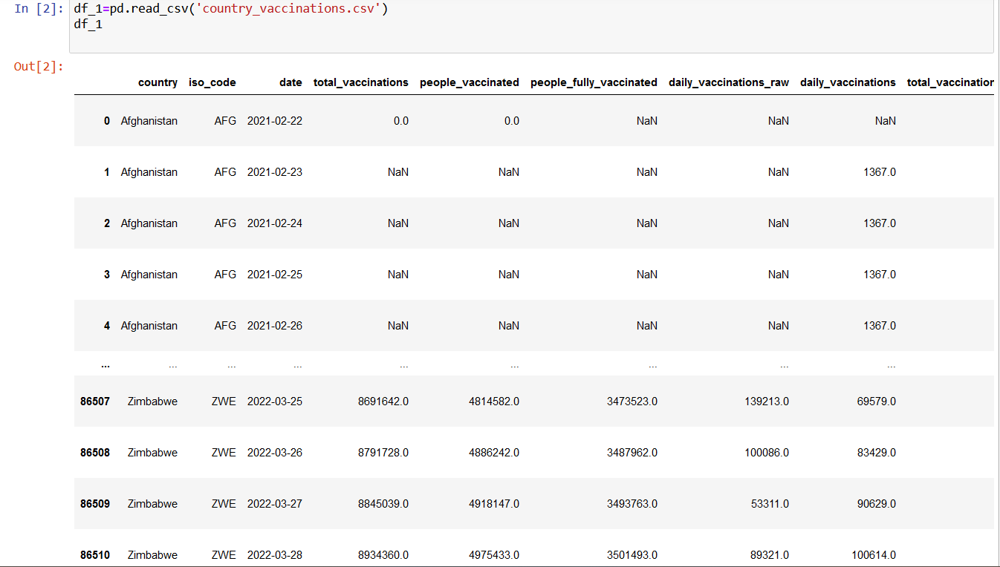 In [2]: df_1=pd.read_csv('country_vaccinations.csv')
df_1
Out[2]:
country iso_code date total_vaccinations people_vaccinated people_fully_vaccinated daily_vaccinations_raw daily_vaccinations total_vaccination
0 Afghanistan AFG 2021-02-22 0.0 0.0 NaN NaN NaN
1 Afghanistan AFG 2021-02-23 NaN NaN NaN NaN 1367.0
2 Afghanistan AFG 2021-02-24 NaN NaN NaN NaN 1367.0
3 Afghanistan AFG 2021-02-25 NaN NaN NaN NaN 1367.0
4 Afghanistan AFG 2021-02-26 NaN NaN NaN NaN 1367.0
... ... ... ... ... ... ... ... ...
86507 Zimbabwe ZWE 2022-03-25 8691642.0 4814582.0 3473523.0 139213.0 69579.0
86508 Zimbabwe ZWE 2022-03-26 8791728.0 4886242.0 3487962.0 100086.0 83429.0
86509 Zimbabwe ZWE 2022-03-27 8845039.0 4918147.0 3493763.0 53311.0 90629.0
86510 Zimbabwe ZWE 2022-03-28 8934360.0 4975433.0 3501493.0 89321.0 100614.0